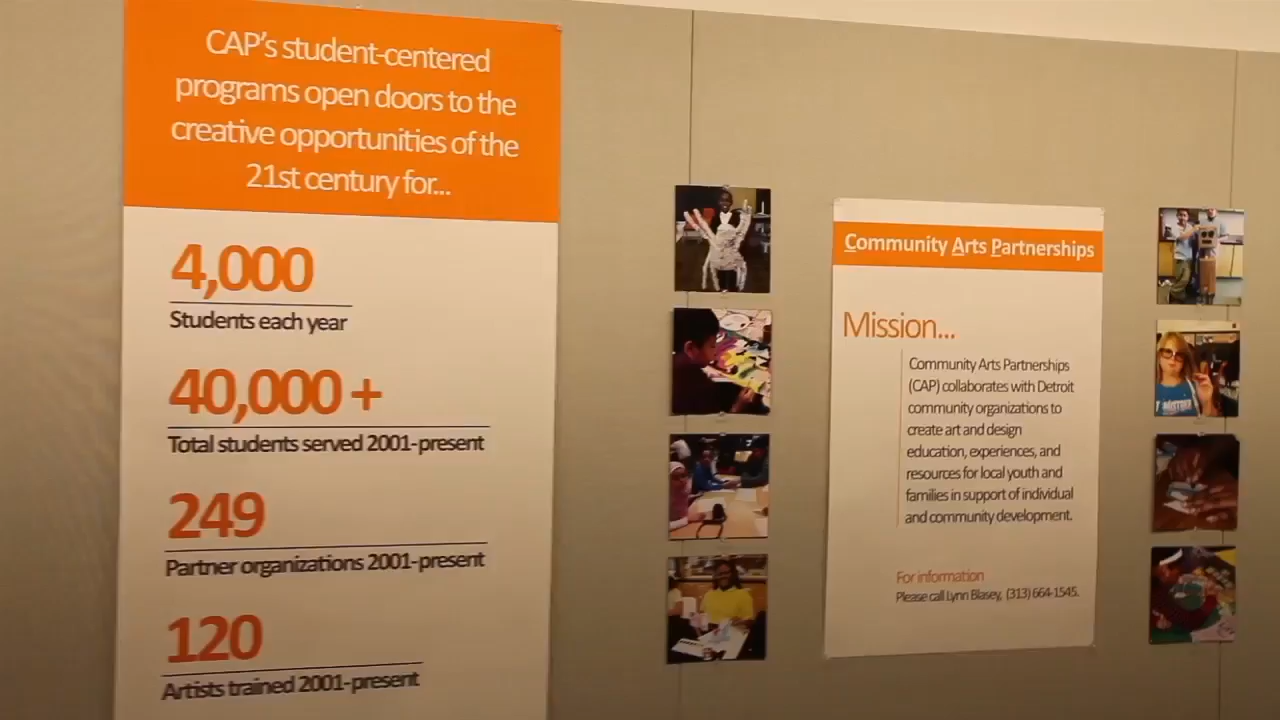 CAP's student-centered
programs open doors to the
creative opportunities of the
21st century for...
4,000
Students each year
40,000 +
Total students served 2001-present
249
Partner organizations 2001-present
120
Artists trained 2001-present
Community Arts Partnerships
Mission...
Community Arts Partnerships
(CAP) collaborates with Detroit
community organizations to
create art and design
education, experiences, and
resources for local youth and
families in support of individual
and community development.
For information
Please call Lynn Blasey, (313) 664-1545.